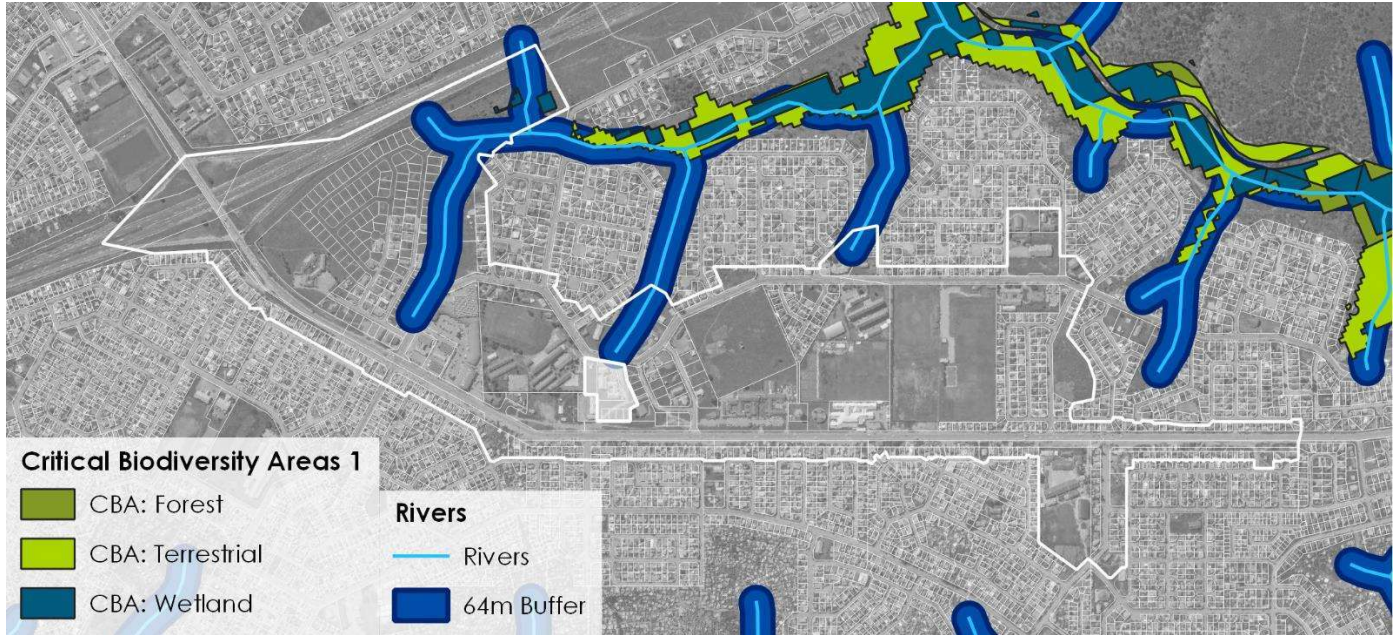 Critical Biodiversity Areas 1
CBA: Forest
CBA: Terrestrial
CBA: Wetland
Rivers
Rivers
64m Buffer